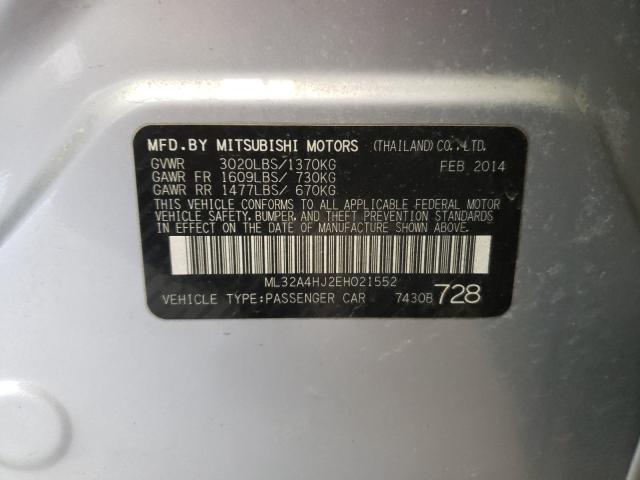 MFD.BY MITSUBISHI MOTORS (THAILAND) CO.,LTD.
GVWR 3020LBS/1370KG FEB 2014
GAWR FR 1609LBS/ 730KG
GAWR RR 1477LBS/ 670KG
THIS VEHICLE CONFORMS TO ALL APPLICABLE FEDERAL MOTOR
VEHICLE SAFETY, BUMPER, AND THEFT PREVENTION STANDARDS
IN EFFECT ON THE DATE OF MANUFACTURE SHOWN ABOVE.
ML32A4HJ2EH021552
VEHICLE TYPE:PASSENGER CAR 7430B 728